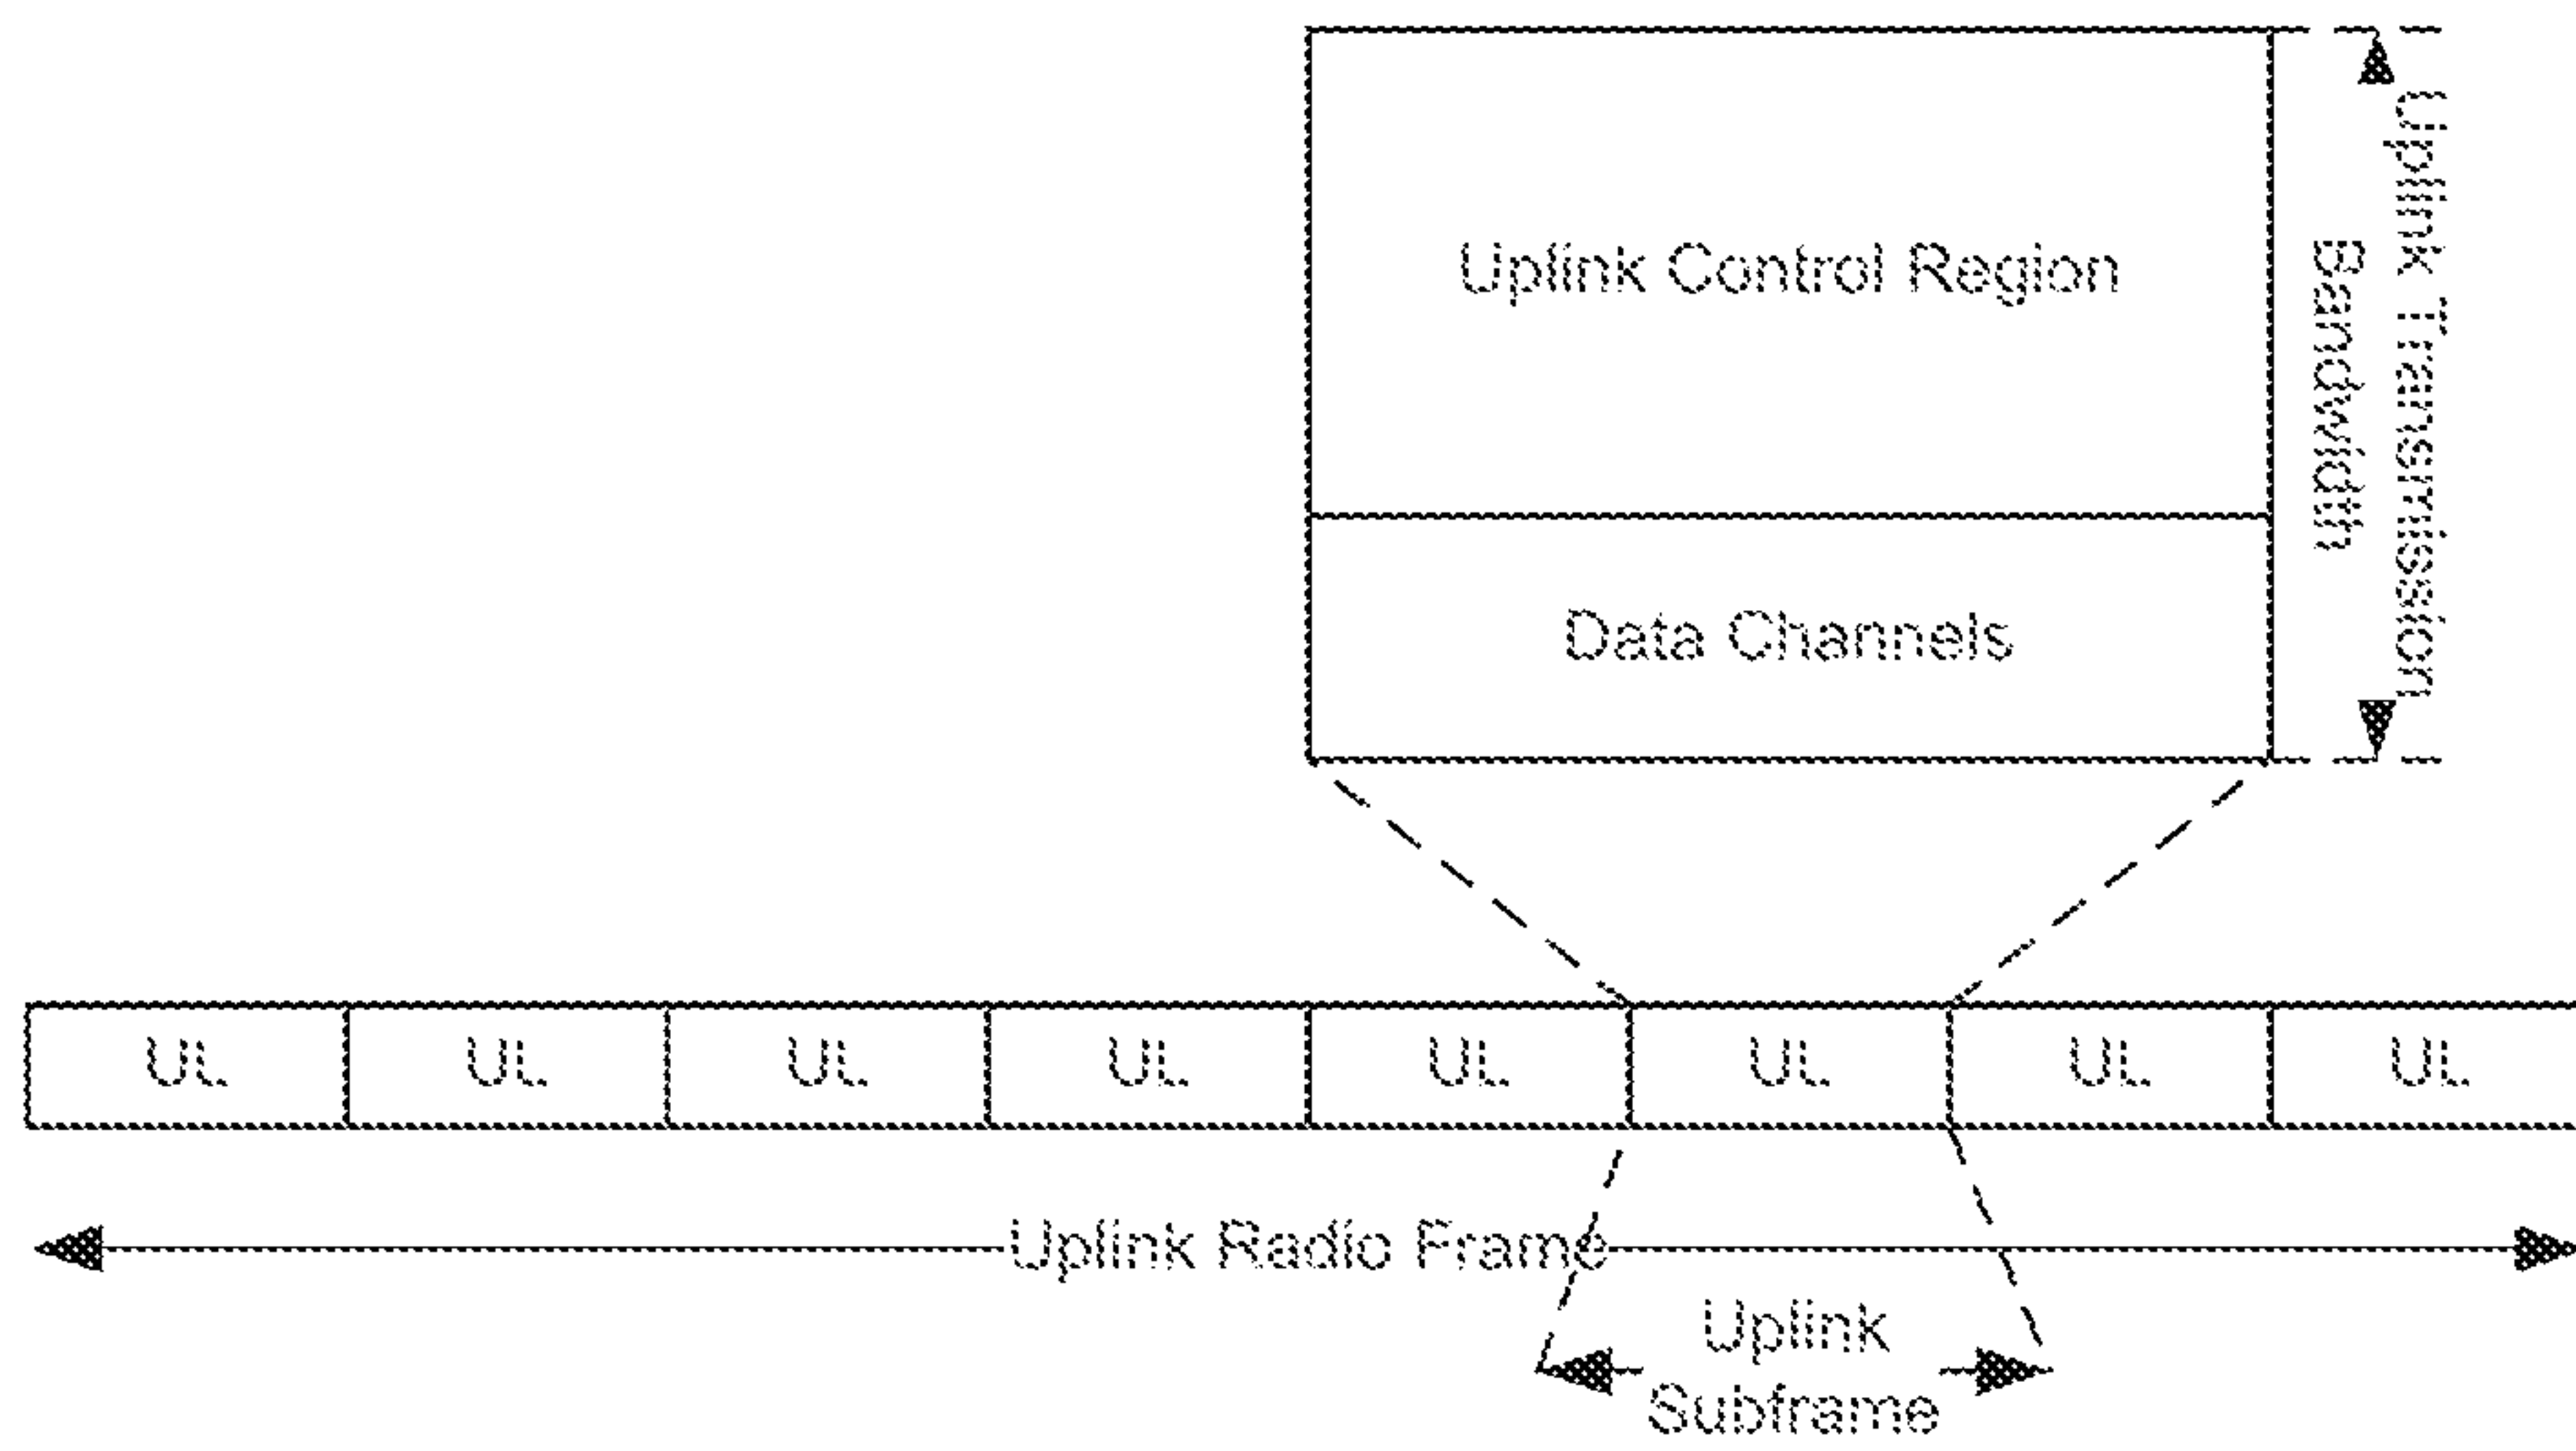 Uplink Control Region
Data Channels
Uplink Transmission
Bandwidth
UL UL UL UL UL UL UL UL
Uplink Radio Frame
Uplink
Subframe